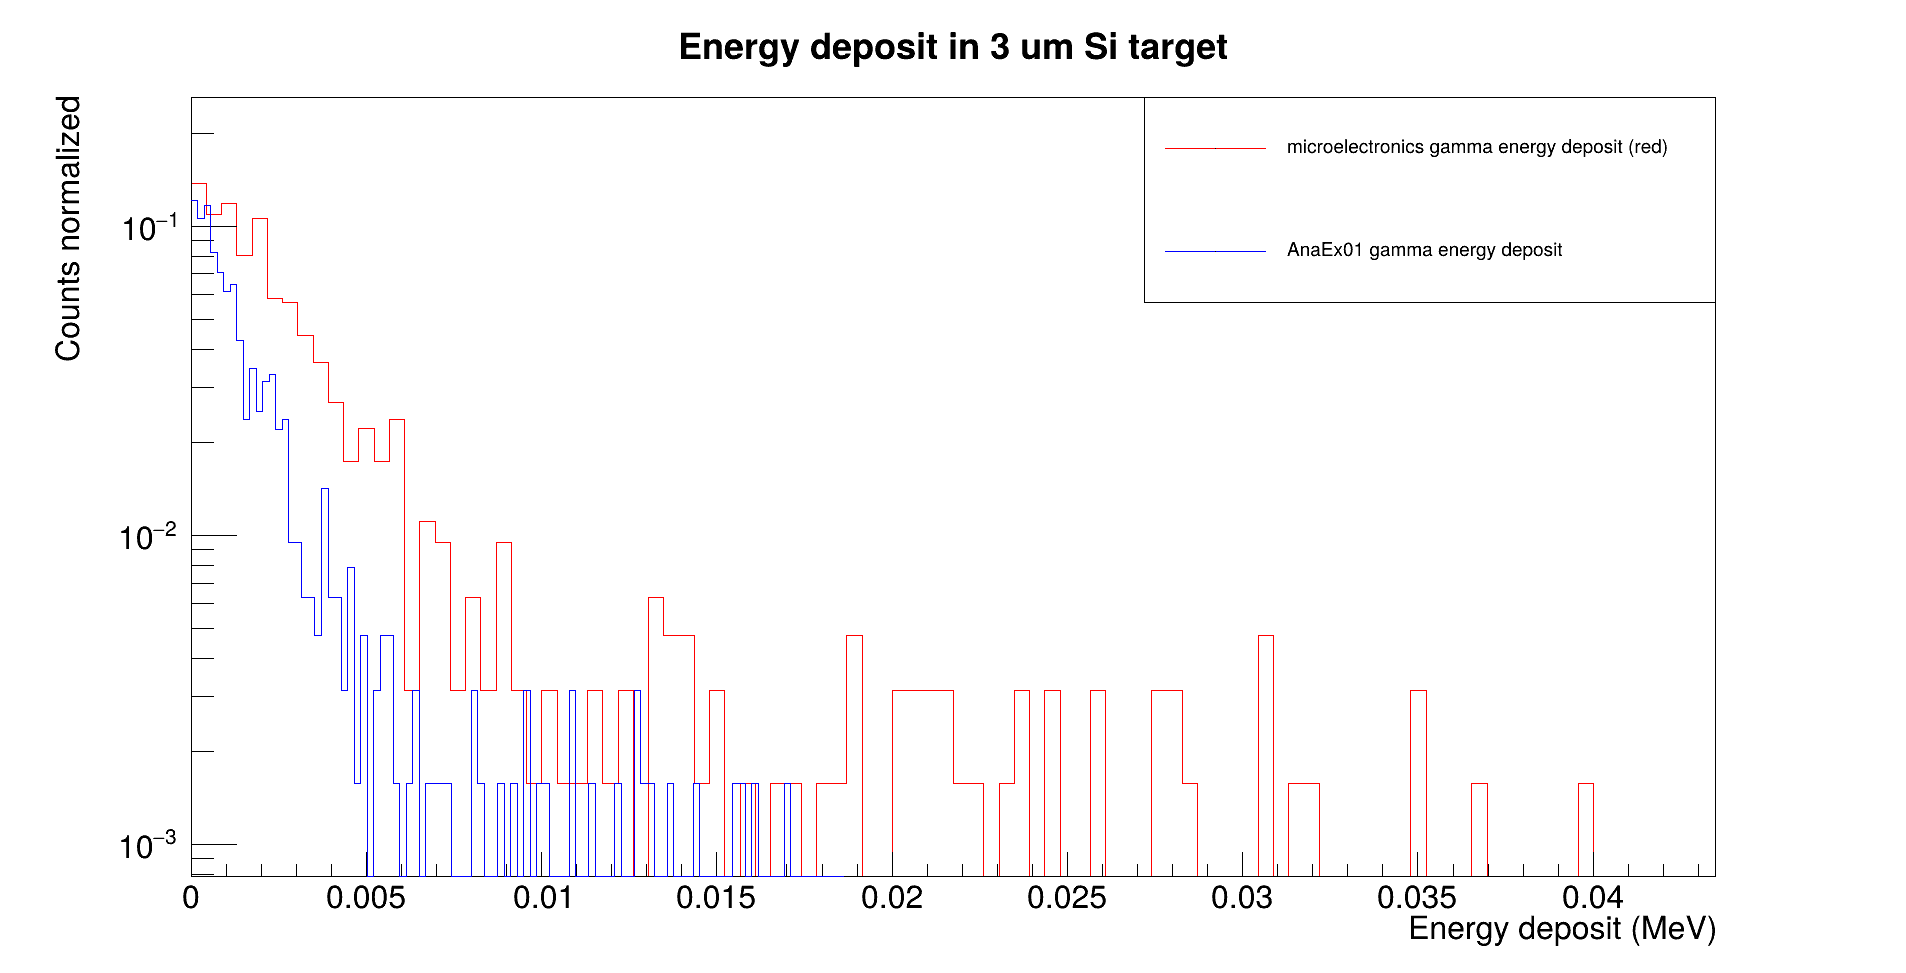 Energy deposit in 3 um Si target
Counts normalized
microelectronics gamma energy deposit (red)
AnaEx01 gamma energy deposit
10−1
10−2
10−3
0 0.005 0.01 0.015 0.02 0.025 0.03 0.035 0.04
Energy deposit (MeV)